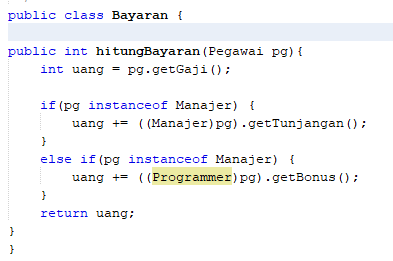 public class Bayaran {
public int hitungBayaran(Pegawai pg){
int uang = pg.getGaji();
if(pg instanceof Manajer) {
uang += ((Manajer)pg).getTunjangan();
}
else if(pg instanceof Manajer) {
uang += ((Programmer)pg).getBonus();
}
return uang;
}
}